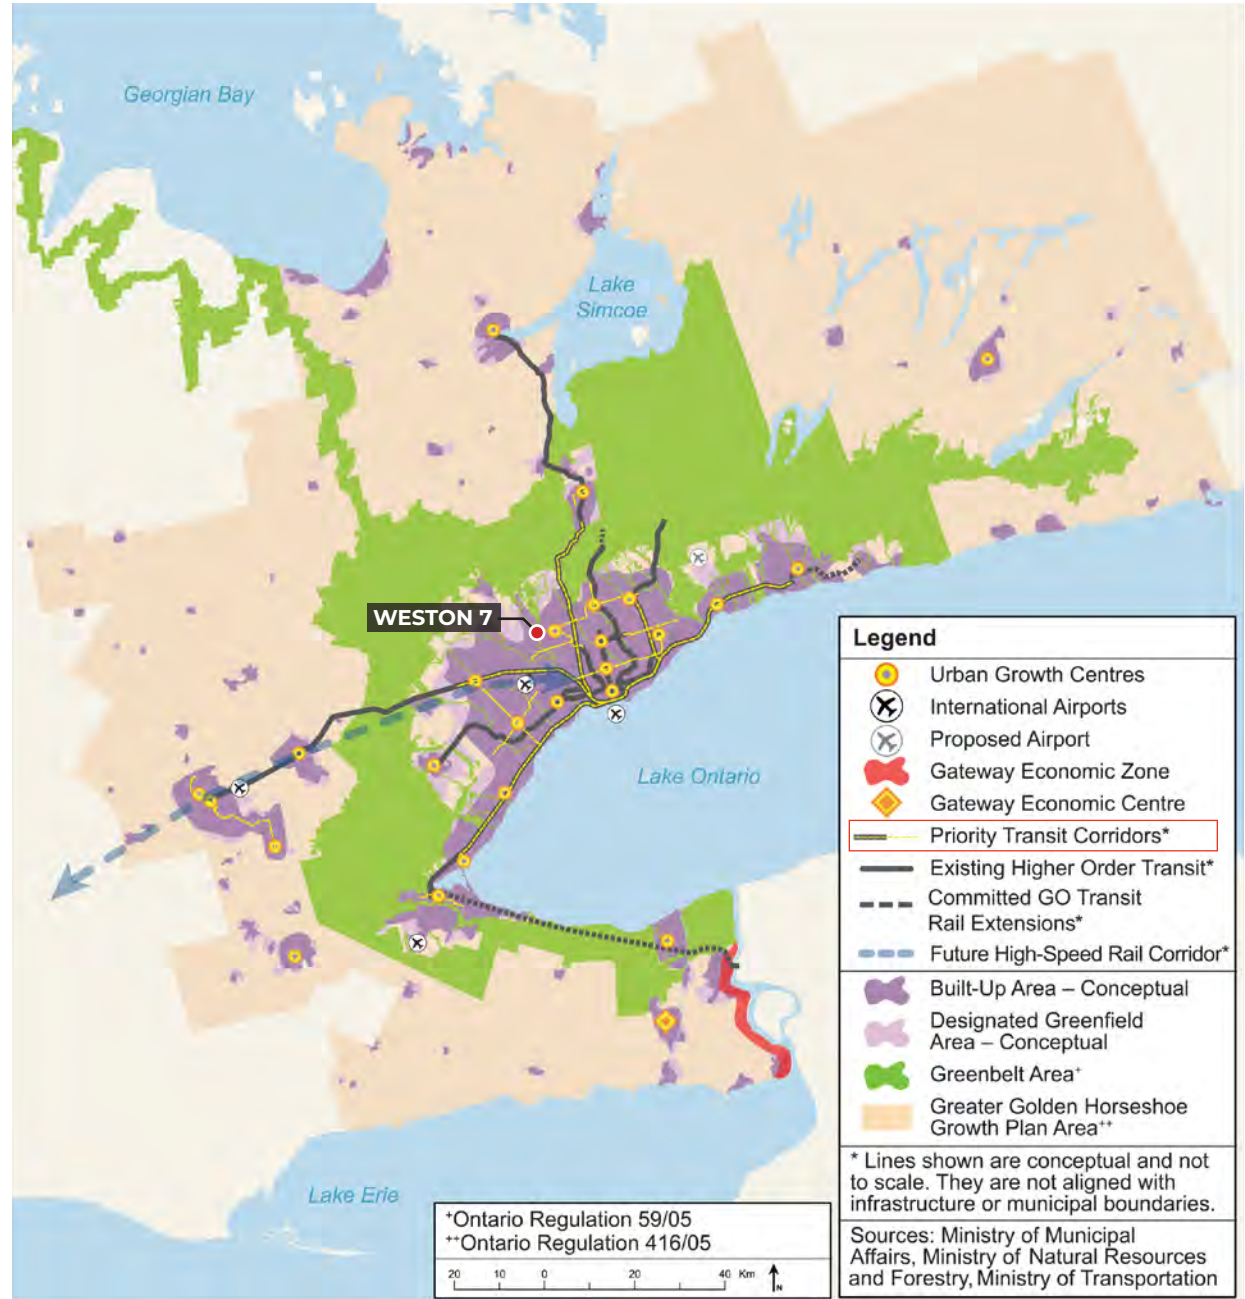 Georgian Bay
Lake
Simcoe
WESTON 7
Lake Ontario
Lake Erie
Legend
Urban Growth Centres
International Airports
Proposed Airport
Gateway Economic Zone
Gateway Economic Centre
Priority Transit Corridors*
Existing Higher Order Transit*
Committed GO Transit
Rail Extensions*
Future High-Speed Rail Corridor*
Built-Up Area – Conceptual
Designated Greenfield
Area – Conceptual
Greenbelt Area⁺
Greater Golden Horseshoe
Growth Plan Area⁺⁺
* Lines shown are conceptual and not
to scale. They are not aligned with
infrastructure or municipal boundaries.
Sources: Ministry of Municipal
Affairs, Ministry of Natural Resources
and Forestry, Ministry of Transportation
⁺Ontario Regulation 59/05
⁺⁺Ontario Regulation 416/05
20 10 0 20 40 Km
N